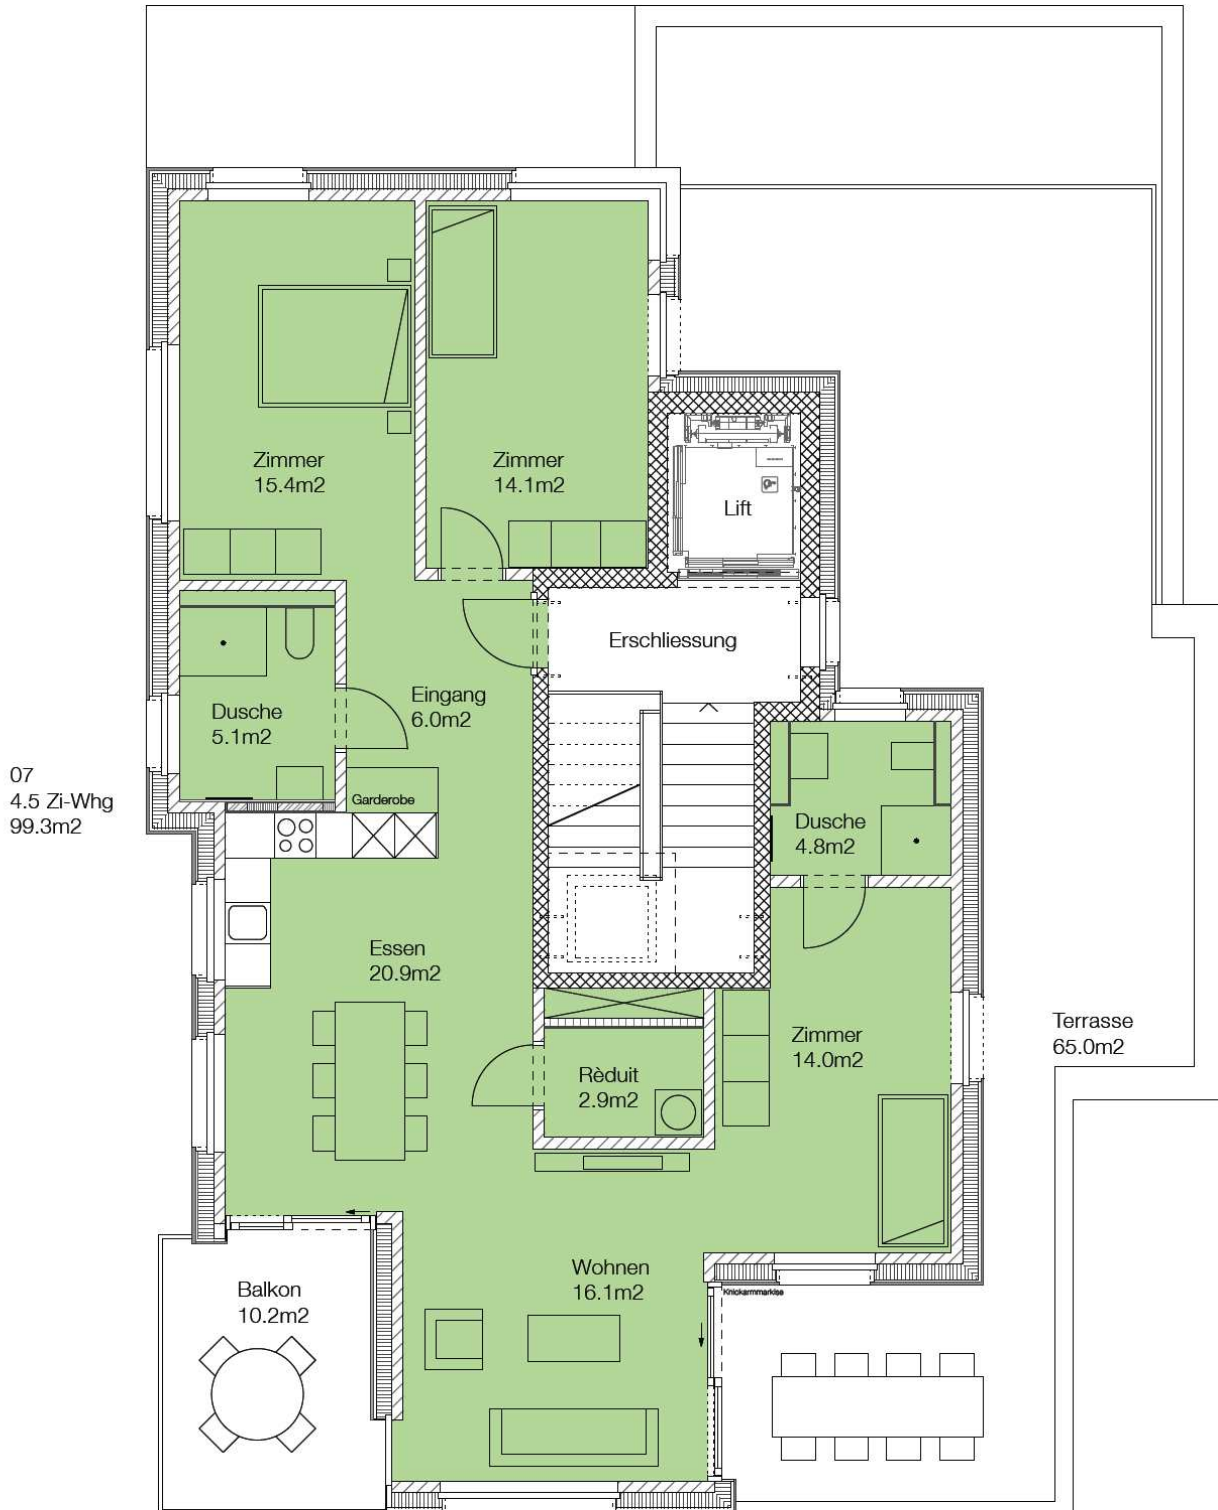 Zimmer
15.4m2
Zimmer
14.1m2
Lift
Erschliessung
Eingang
6.0m2
Dusche
5.1m2
07
4.5 Zi-Whg
99.3m2
Garderobe
Dusche
4.8m2
Essen
20.9m2
Zimmer
14.0m2
Terrasse
65.0m2
Rèduit
2.9m2
Wohnen
16.1m2
Knickarmmarkise
Balkon
10.2m2